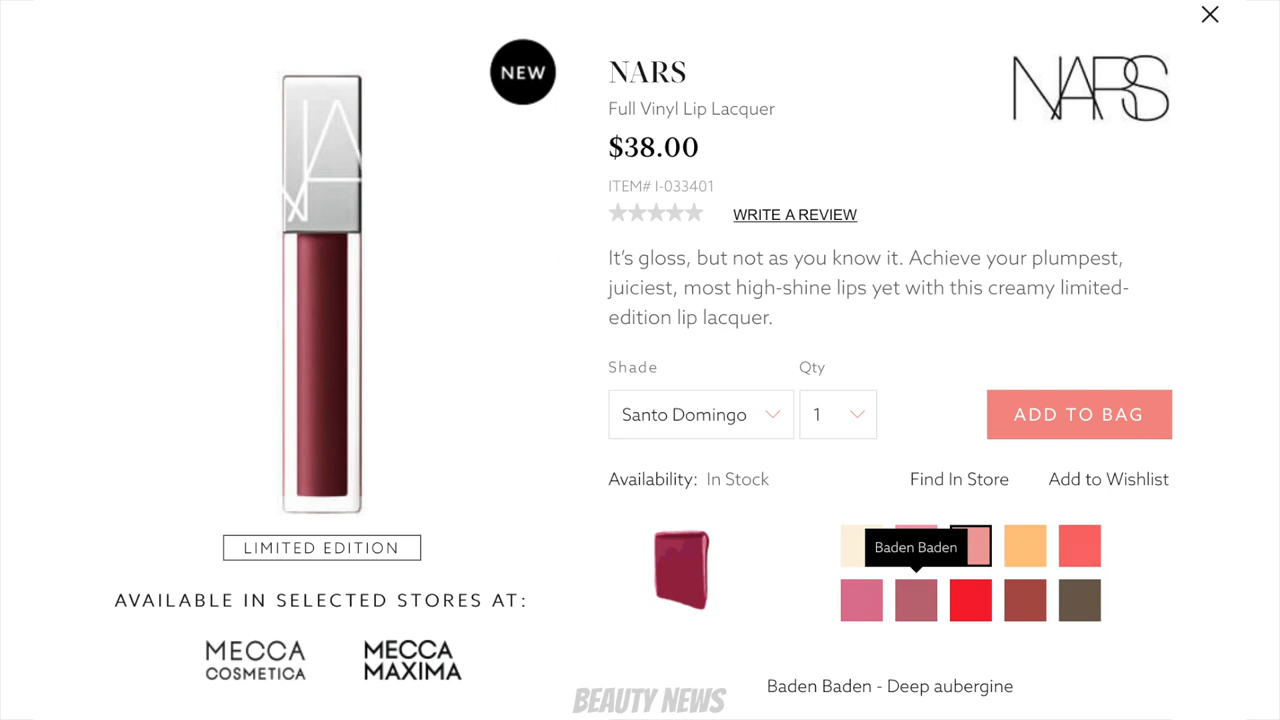 NEW
NARS
Full Vinyl Lip Lacquer
$38.00
ITEM# I-033401
WRITE A REVIEW
It’s gloss, but not as you know it. Achieve your plumpest,
juiciest, most high-shine lips yet with this creamy limited-
edition lip lacquer.
Shade
Qty
Santo Domingo
1
ADD TO BAG
Availability: In Stock
Find In Store
Add to Wishlist
Baden Baden
Baden Baden - Deep aubergine
NARS
NA
LIMITED EDITION
AVAILABLE IN SELECTED STORES AT:
MECCA
COSMETICA
MECCA
MAXIMA
BEAUTY NEWS